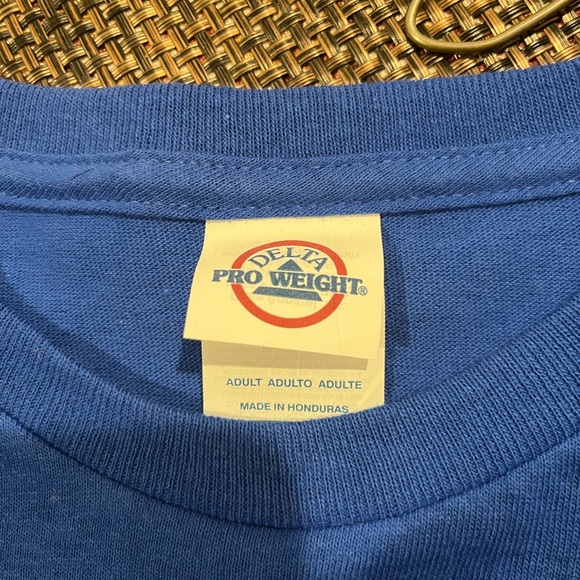 DELTA
PRO WEIGHT®
ADULT ADULTO ADULTE
MADE IN HONDURAS